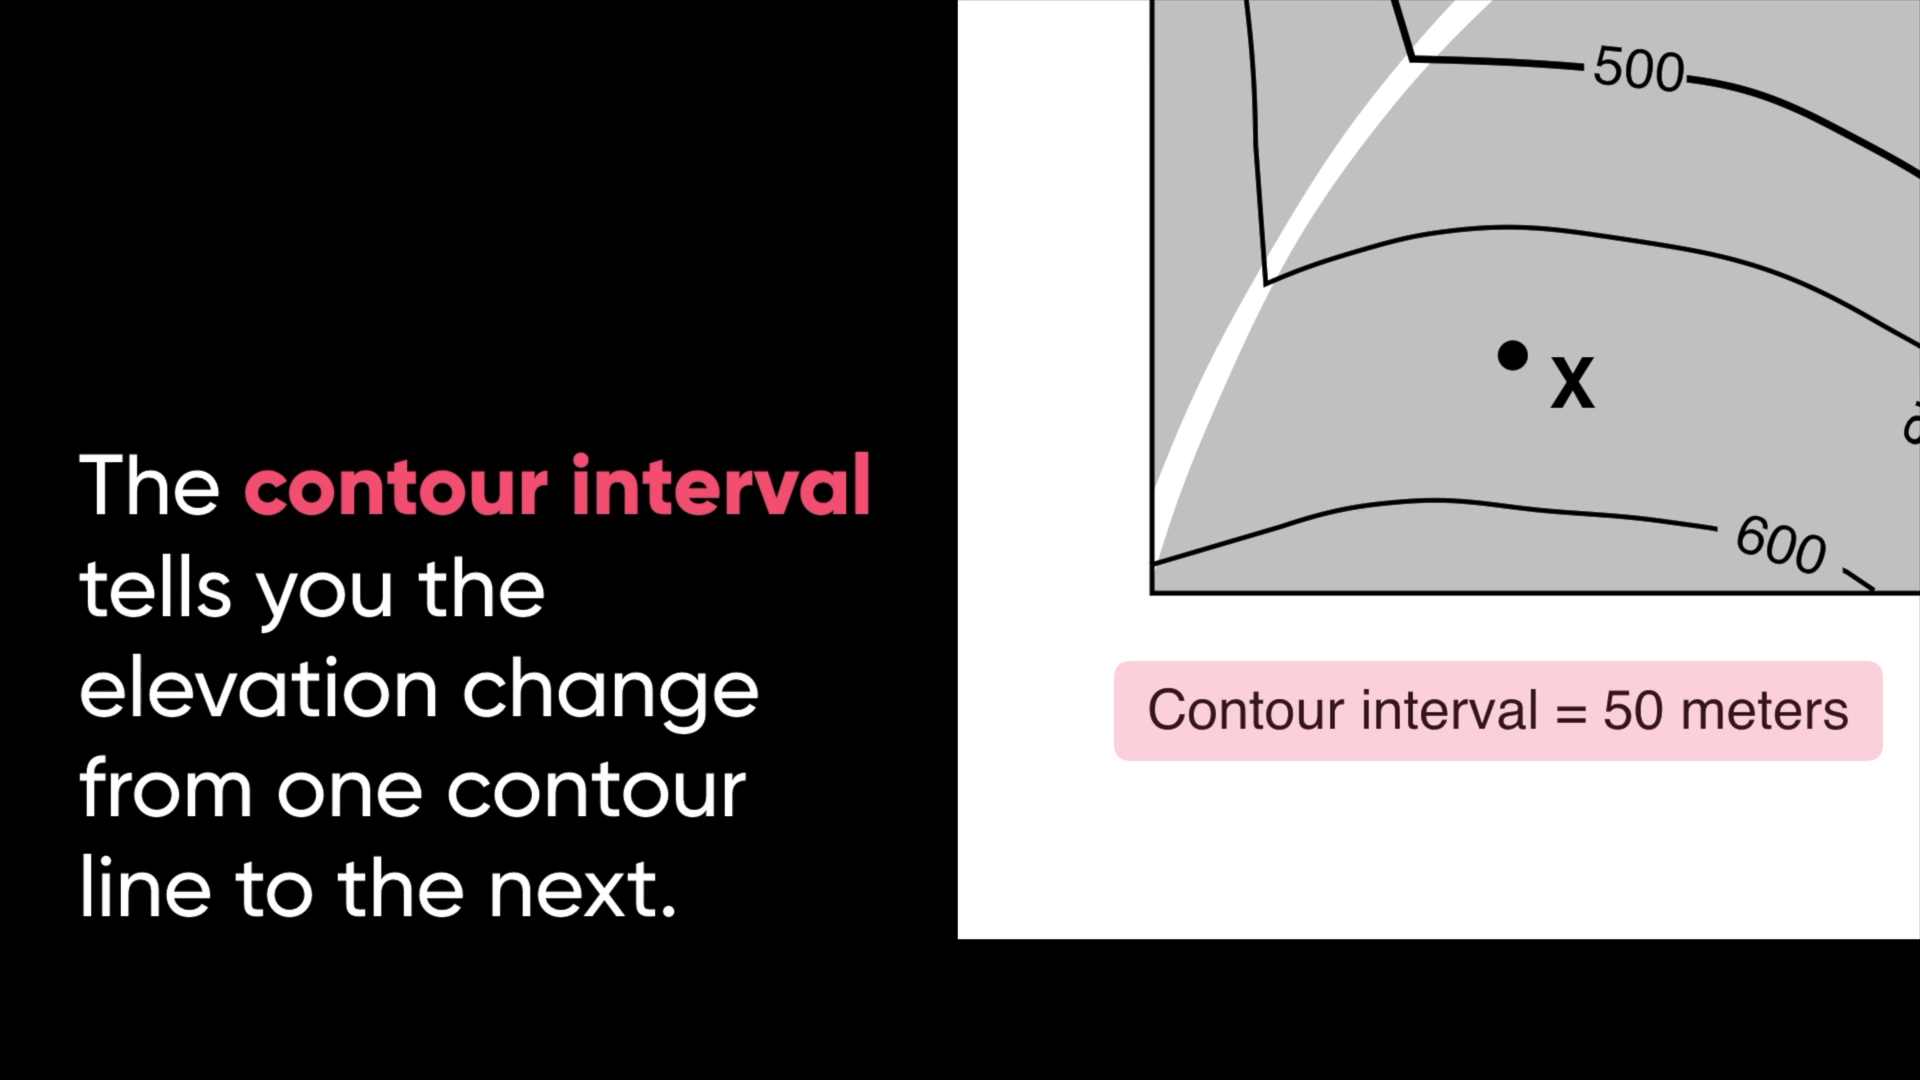 The contour interval
tells you the
elevation change
from one contour
line to the next.
500
X
600
Contour interval = 50 meters